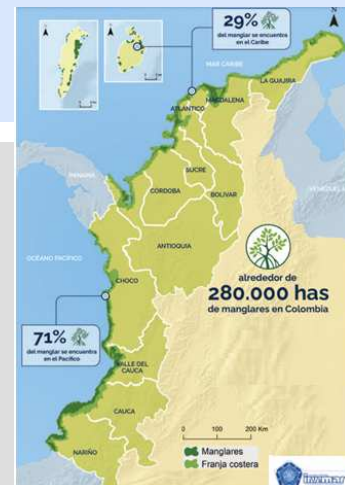 29%
del manglar se encuentra
en el Caribe
MAR CARIBE
LA GUAJIRA
ATLÁNTICO
MAGDALENA
PANAMÁ
SUCRE
CÓRDOBA
BOLÍVAR
OCÉANO PACÍFICO
ANTIOQUIA
alrededor de
280.000 has
de manglares en Colombia
CHOCÓ
71%
del manglar se encuentra
en el Pacífico
VALLE DEL
CAUCA
CAUCA
NARIÑO
0 100 200 Km
Manglares
Franja costera
invemar